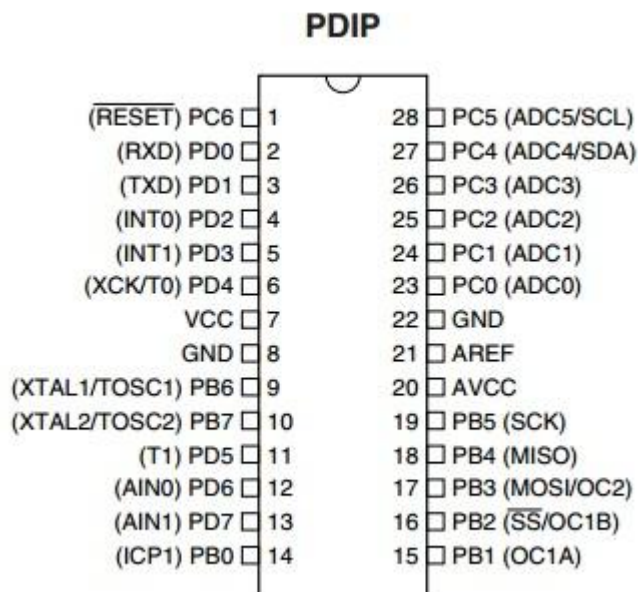 PDIP
(RESET) PC6 1 28 PC5 (ADC5/SCL)
(RXD) PD0 2 27 PC4 (ADC4/SDA)
(TXD) PD1 3 26 PC3 (ADC3)
(INT0) PD2 4 25 PC2 (ADC2)
(INT1) PD3 5 24 PC1 (ADC1)
(XCK/T0) PD4 6 23 PC0 (ADC0)
VCC 7 22 GND
GND 8 21 AREF
(XTAL1/TOSC1) PB6 9 20 AVCC
(XTAL2/TOSC2) PB7 10 19 PB5 (SCK)
(T1) PD5 11 18 PB4 (MISO)
(AIN0) PD6 12 17 PB3 (MOSI/OC2)
(AIN1) PD7 13 16 PB2 (SS/OC1B)
(ICP1) PB0 14 15 PB1 (OC1A)